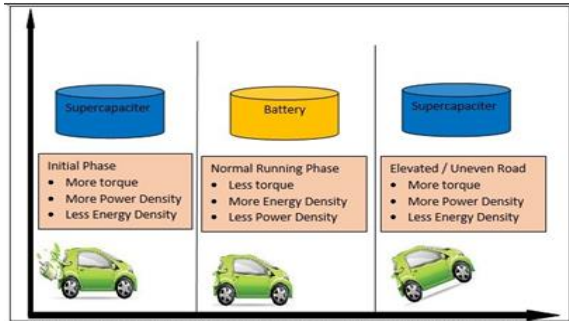 Supercapaciter
Battery
Supercapaciter
Initial Phase
• More torque
• More Power Density
• Less Energy Density
Normal Running Phase
• Less torque
• More Energy Density
• Less Power Density
Elevated / Uneven Road
• More torque
• More Power Density
• Less Energy Density